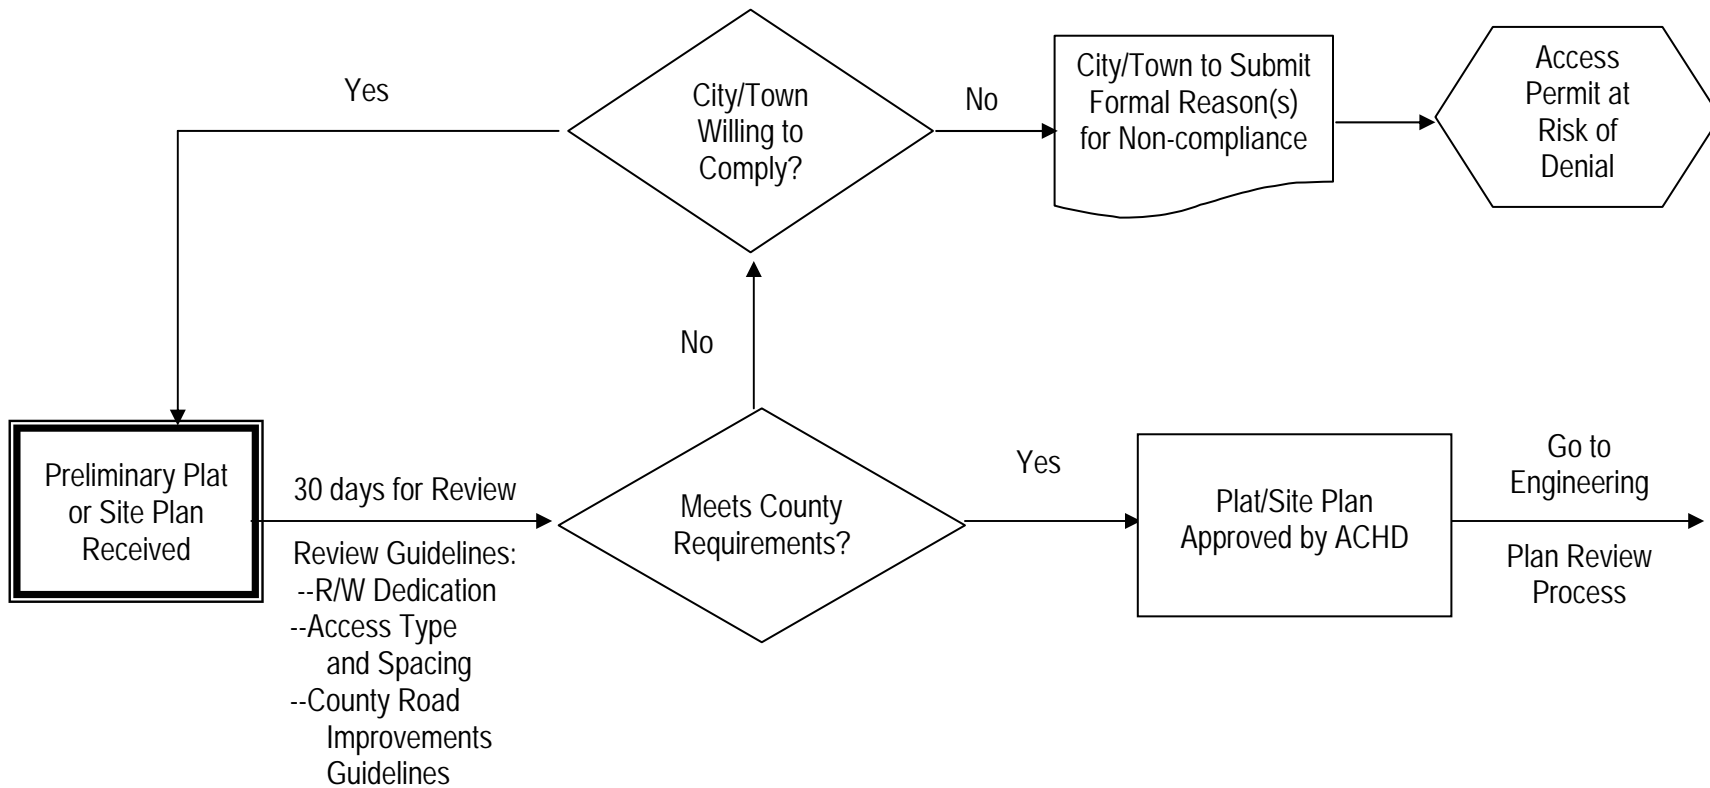 Yes
City/Town
Willing to
Comply?
No
City/Town to Submit
Formal Reason(s)
for Non-compliance
Access
Permit at
Risk of
Denial
No
Preliminary Plat
or Site Plan
Received
30 days for Review
Review Guidelines:
--R/W Dedication
--Access Type
and Spacing
--County Road
Improvements
Guidelines
Meets County
Requirements?
Yes
Plat/Site Plan
Approved by ACHD
Go to
Engineering
Plan Review
Process